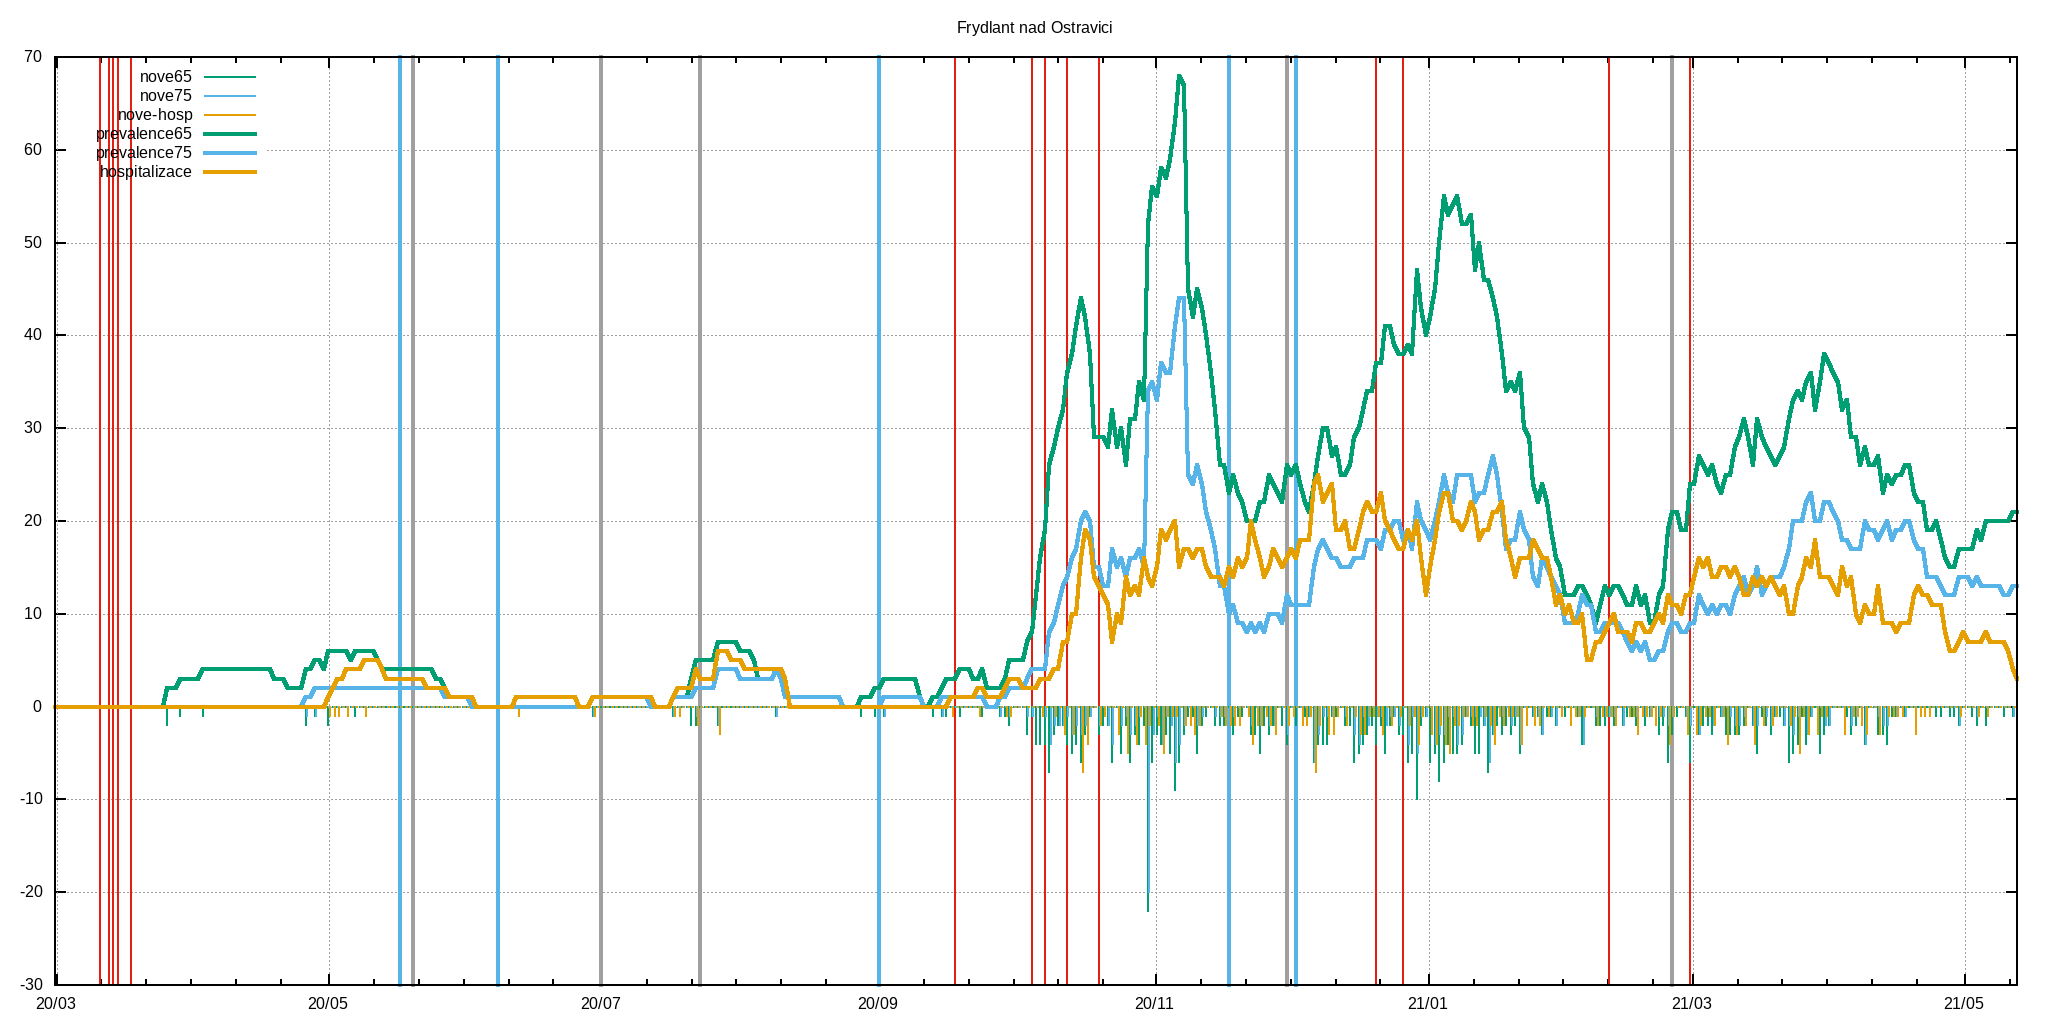 Frydlant nad Ostravici
70
60
50
40
30
20
10
0
-10
-20
-30
nove65
nove75
nove-hosp
prevalence65
prevalence75
hospitalizace
20/03 20/05 20/07 20/09 20/11 21/01 21/03 21/05